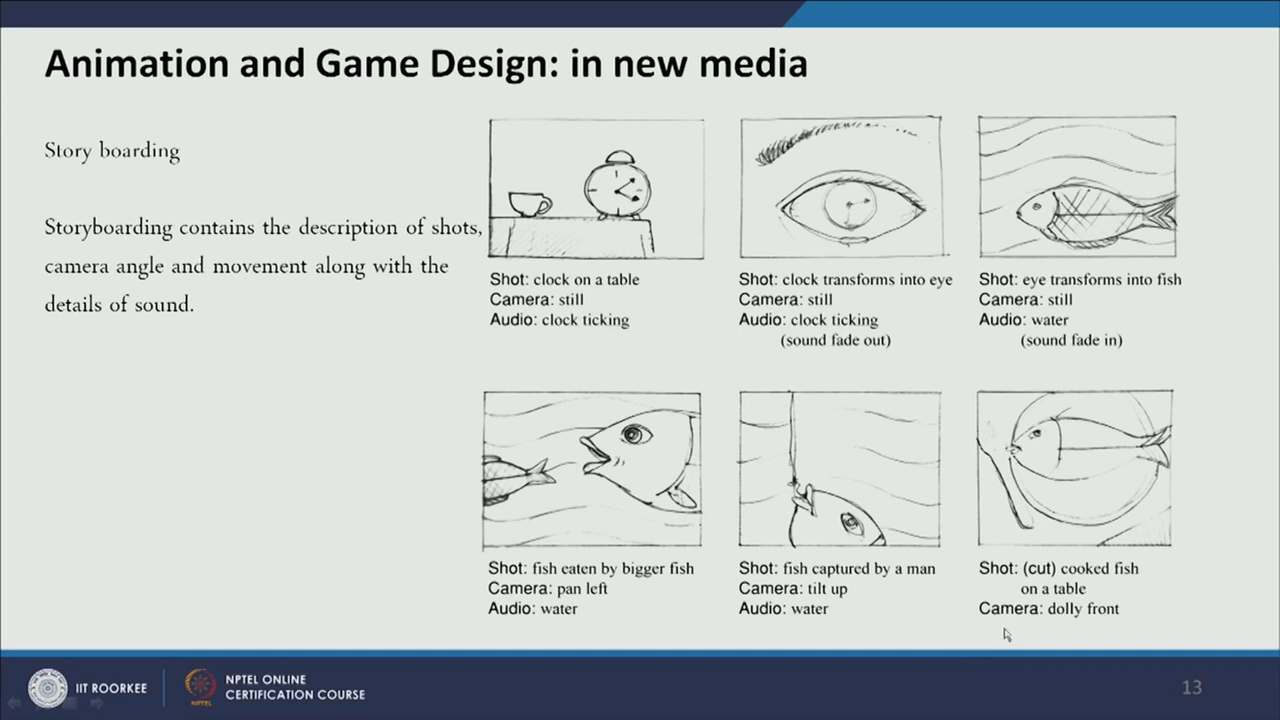 Animation and Game Design: in new media
Story boarding
Storyboarding contains the description of shots,
camera angle and movement along with the
details of sound.
Shot: clock on a table
Camera: still
Audio: clock ticking
Shot: clock transforms into eye
Camera: still
Audio: clock ticking
(sound fade out)
Shot: eye transforms into fish
Camera: still
Audio: water
(sound fade in)
Shot: fish eaten by bigger fish
Camera: pan left
Audio: water
Shot: fish captured by a man
Camera: tilt up
Audio: water
Shot: (cut) cooked fish
on a table
Camera: dolly front
IIT ROORKEE
NPTEL
NPTEL ONLINE
CERTIFICATION COURSE
13